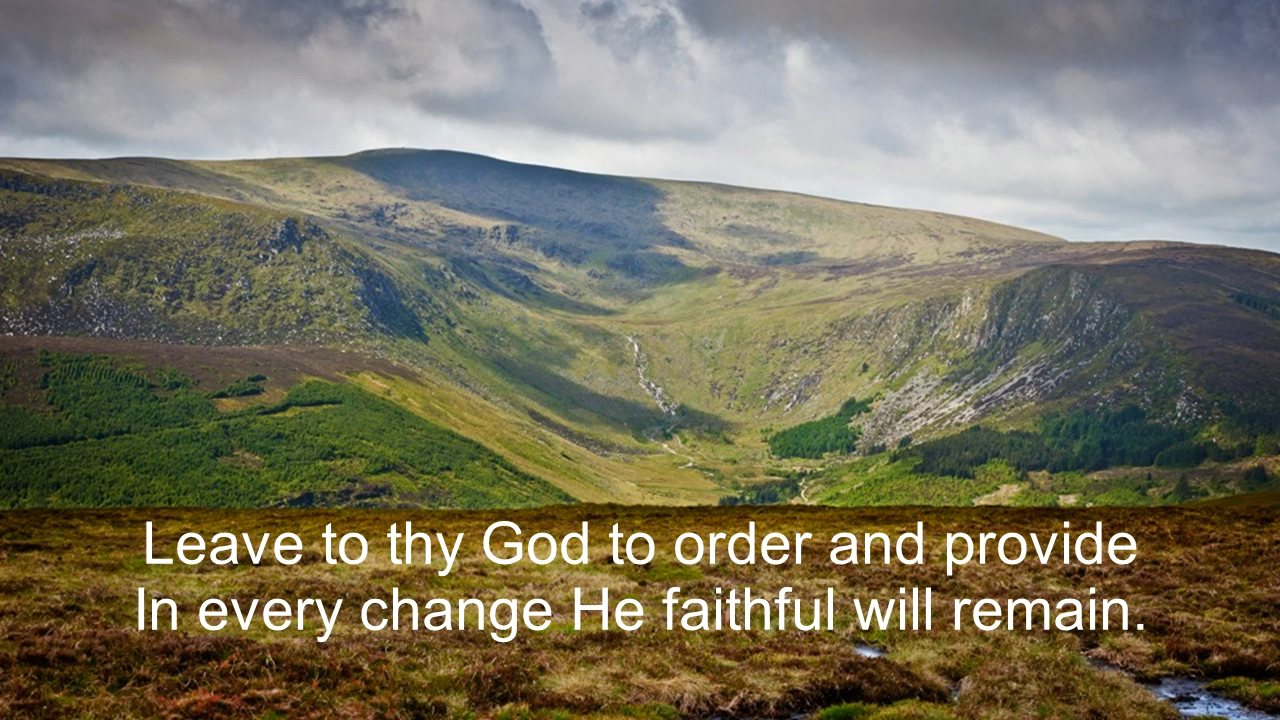 Leave to thy God to order and provide
In every change He faithful will remain.